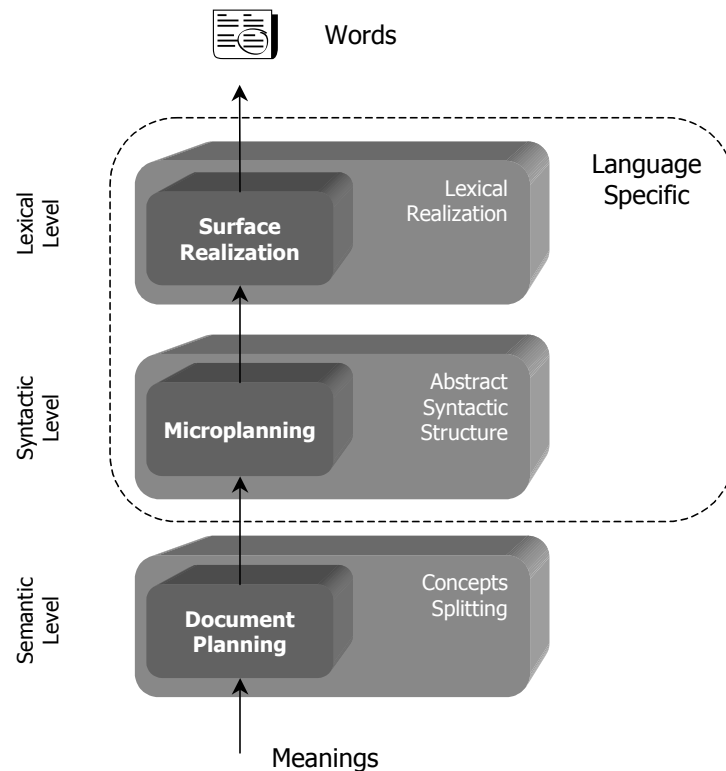 Words
Language
Specific
Lexical
Level
Lexical
Realization
Surface
Realization
Syntactic
Level
Abstract
Syntactic
Structure
Microplanning
Semantic
Level
Concepts
Splitting
Document
Planning
Meanings